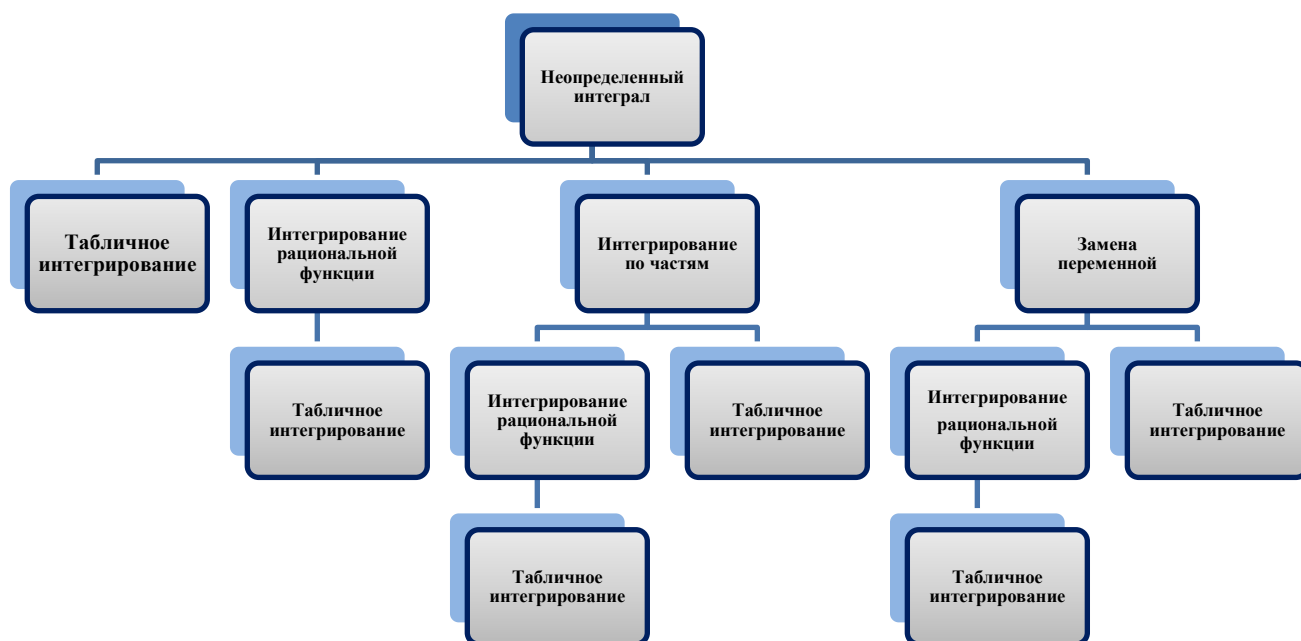 Неопределенный
интеграл
Табличное
интегрирование
Интегрирование
рациональной
функции
Интегрирование
по частям
Замена
переменной
Табличное
интегрирование
Интегрирование
рациональной
функции
Табличное
интегрирование
Интегрирование
рациональной
функции
Табличное
интегрирование
Табличное
интегрирование
Табличное
интегрирование